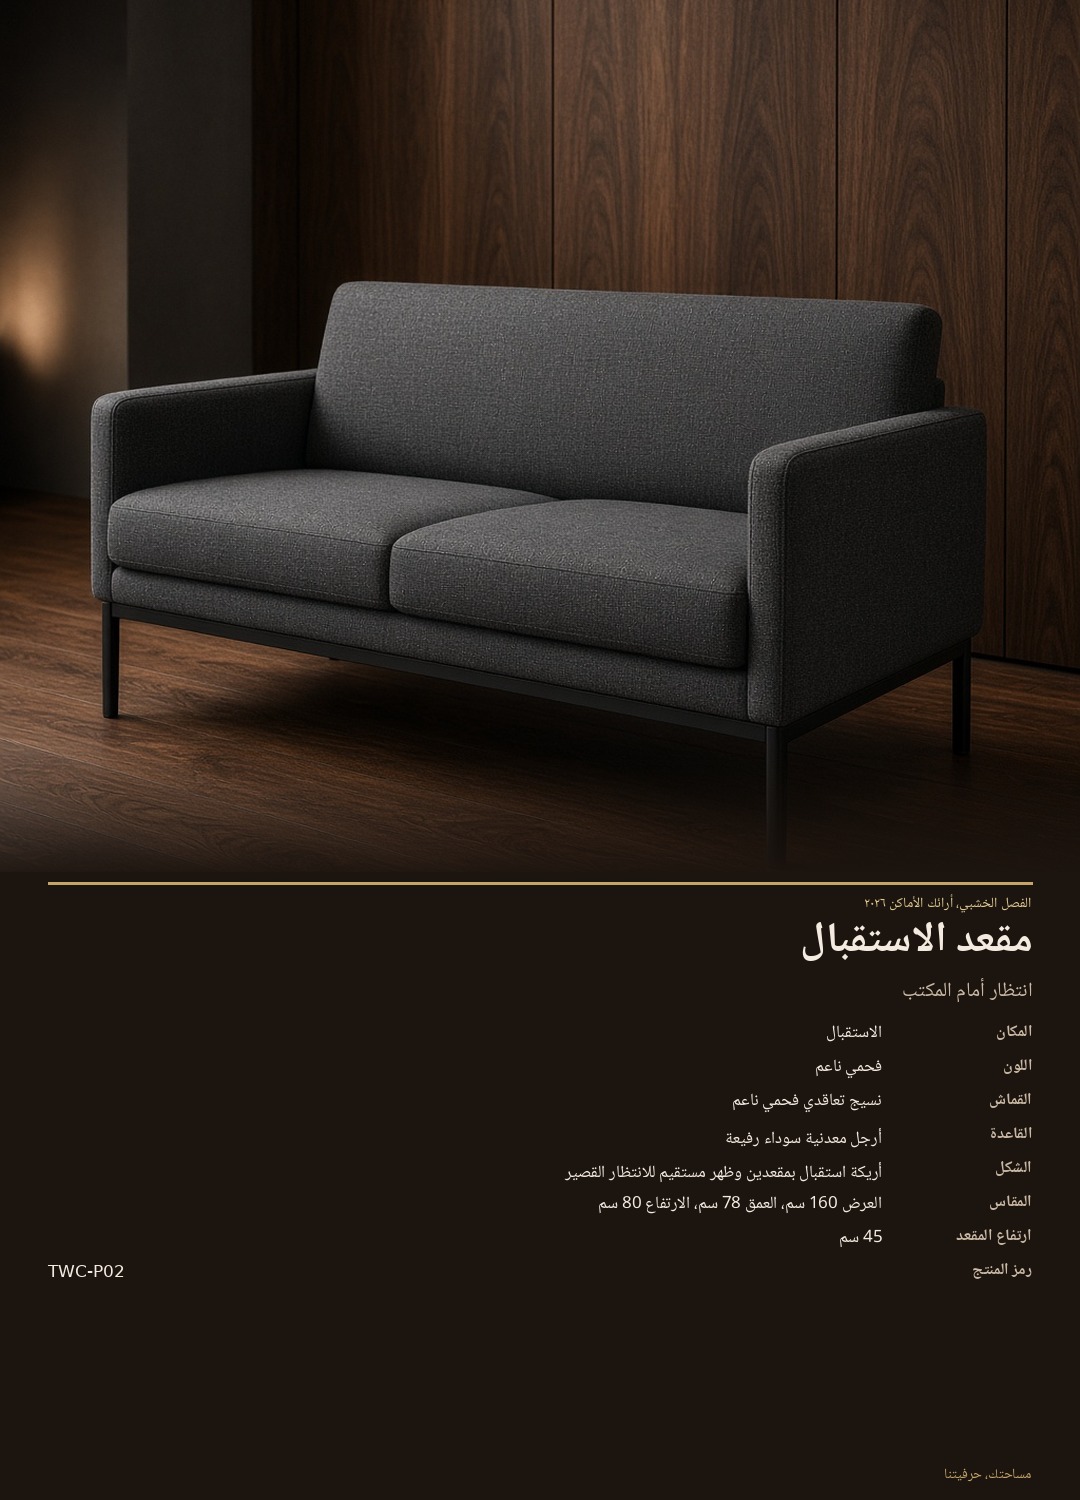 الفصل الخشبي، أرائك الأماكن ٢٠٢٦
مقعد الاستقبال
انتظار أمام المكتب
المكان الاستقبال
اللون فحمي ناعم
القماش نسيج تعاقدي فحمي ناعم
القاعدة أرجل معدنية سوداء رفيعة
الشكل أريكة استقبال بمقعدين وظهر مستقيم للانتظار القصير
المقاس العرض 160 سم، العمق 78 سم، الارتفاع 80 سم
ارتفاع المقعد 45 سم
رمز المنتج TWC-P02
مساحتك، حرفيتنا